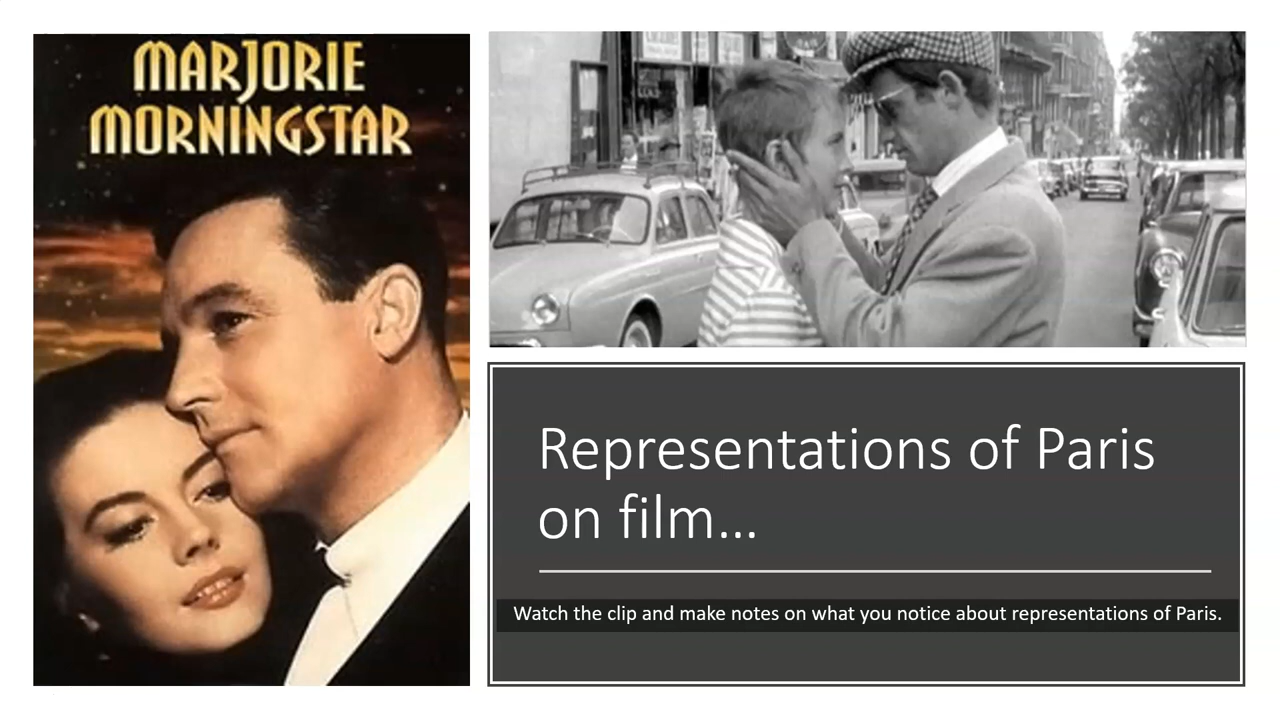 MARJORIE
MORNINGSTAR
Representations of Paris
on film...
Watch the clip and make notes on what you notice about representations of Paris.